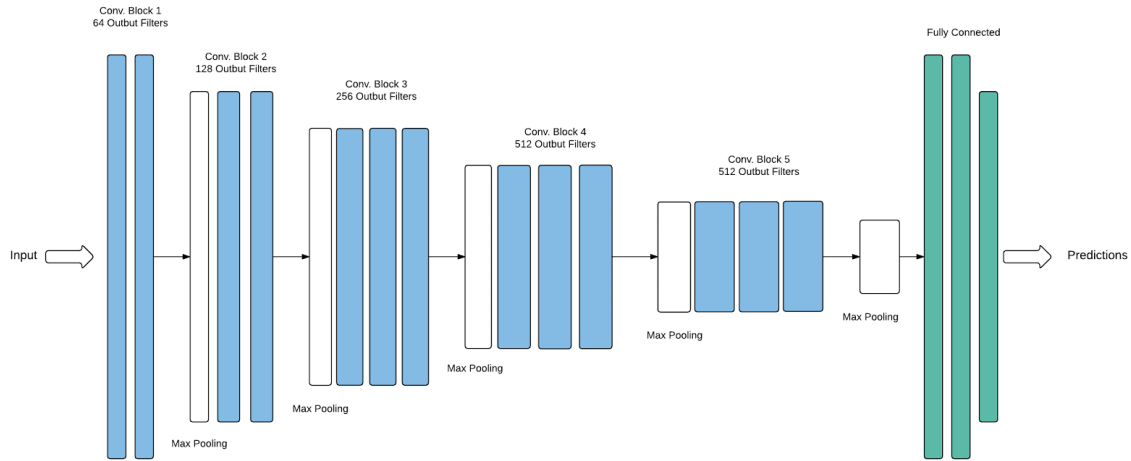 Conv. Block 1
64 Output Filters
Conv. Block 2
128 Outbut Filters
Conv. Block 3
256 Outbut Filters
Conv. Block 4
512 Outbut Filters
Conv. Block 5
512 Outbut Filters
Fully Connected
Input
Predictions
Max Pooling
Max Pooling
Max Pooling
Max Pooling
Max Pooling